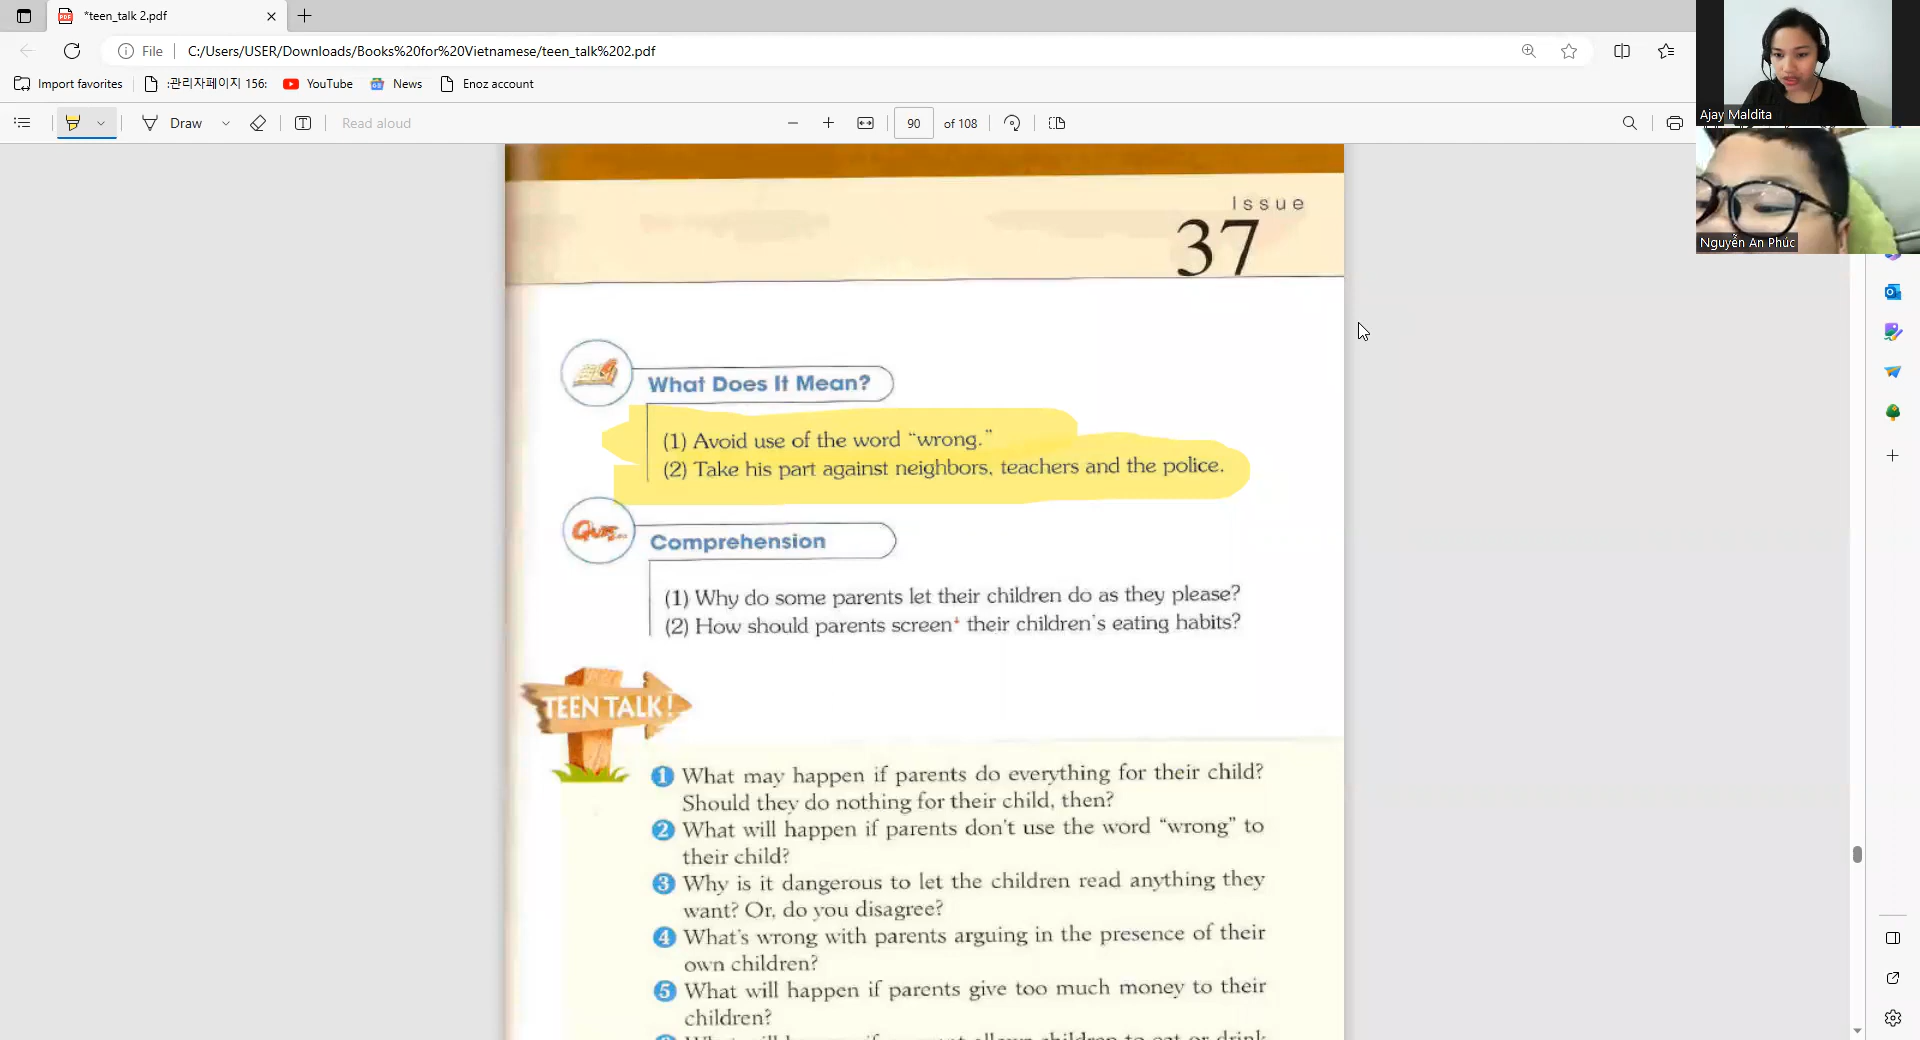 *teen_talk 2.pdf
File
C:/Users/USER/Downloads/Books%20for%20Vietnamese/teen_talk%202.pdf
Import favorites
:관리자페이지 156:
YouTube
News
Enoz account
Draw
Read aloud
90 of 108
Ajay Maldita
Nguyễn An Phúc
Issue
37
What Does It Mean?
(1) Avoid use of the word “wrong.”
(2) Take his part against neighbors, teachers and the police.
Comprehension
(1) Why do some parents let their children do as they please?
(2) How should parents screen⁺ their children's eating habits?
TEEN TALK!
1 What may happen if parents do everything for their child?
Should they do nothing for their child, then?
2 What will happen if parents don't use the word “wrong” to
their child?
3 Why is it dangerous to let the children read anything they
want? Or, do you disagree?
4 What's wrong with parents arguing in the presence of their
own children?
5 What will happen if parents give too much money to their
children?